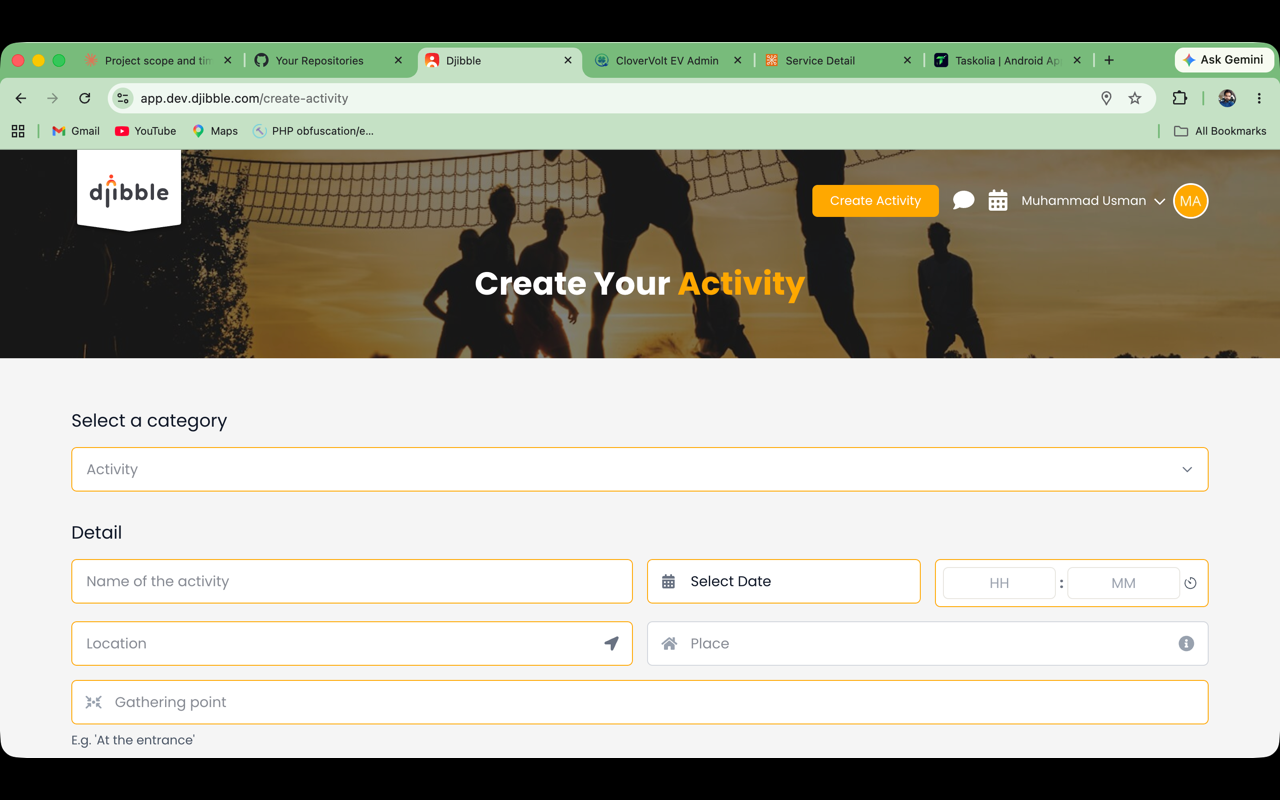 Project scope and tim
Your Repositories
Djibble
CloverVolt EV Admin
Service Detail
Taskolia | Android Ap
Ask Gemini
app.dev.djibble.com/create-activity
Gmail
YouTube
Maps
PHP obfuscation/e...
All Bookmarks
djibble
Create Activity
Muhammad Usman
MA
Create Your Activity
Select a category
Activity
Detail
Name of the activity
Select Date
HH : MM
Location
Place
Gathering point
E.g. 'At the entrance'